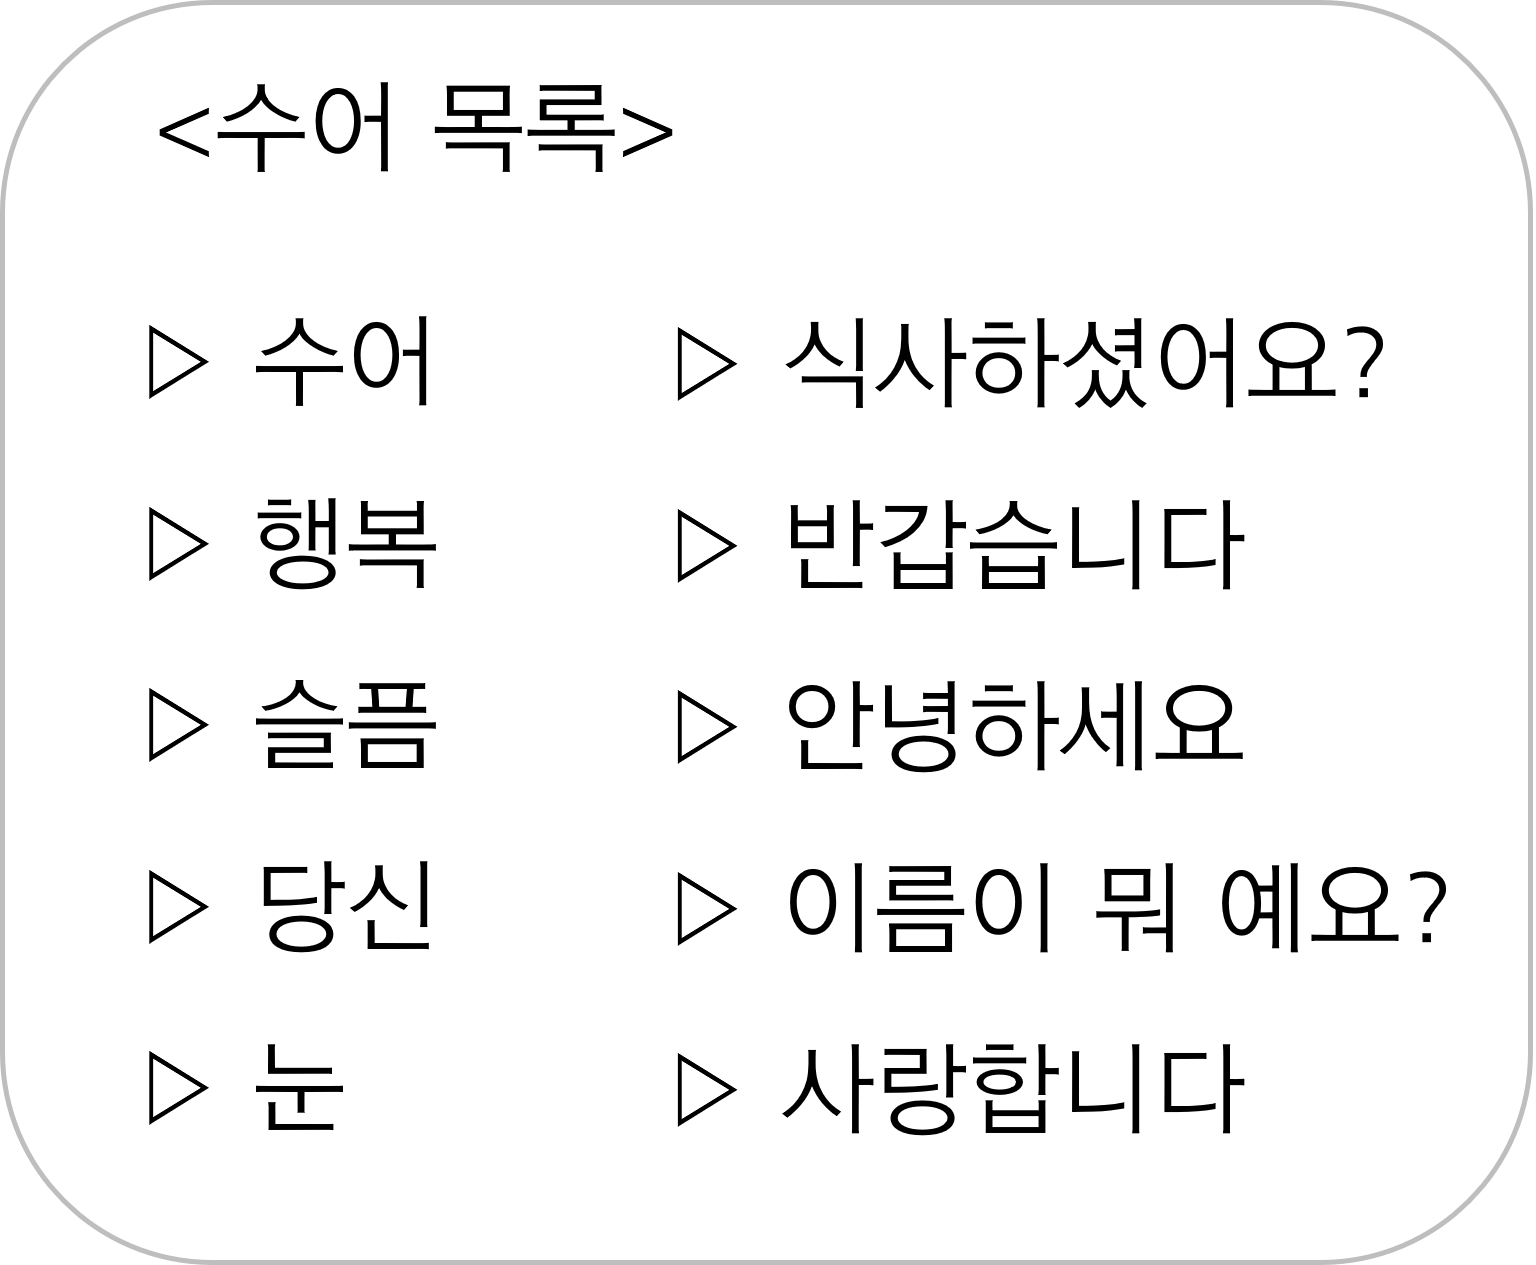 <수어 목록>
▷ 수어
▷ 행복
▷ 슬픔
▷ 당신
▷ 눈
▷ 식사하셨어요?
▷ 반갑습니다
▷ 안녕하세요
▷ 이름이 뭐 예요?
▷ 사랑합니다